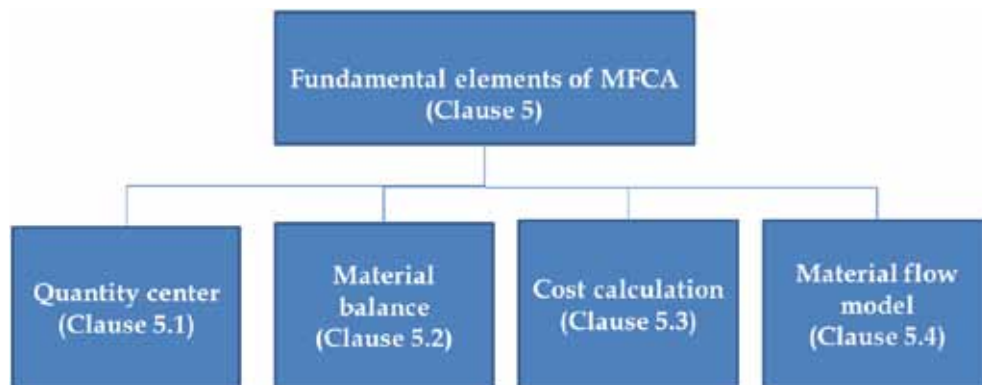 Fundamental elements of MFCA
(Clause 5)
Quantity center
(Clause 5.1)
Material
balance
(Clause 5.2)
Cost calculation
(Clause 5.3)
Material flow
model
(Clause 5.4)